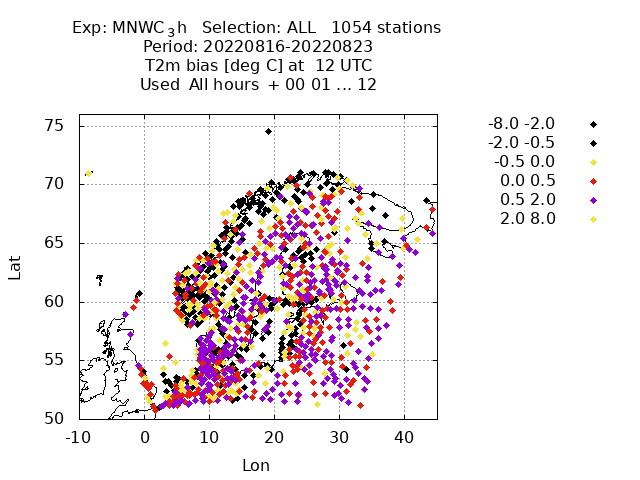 Exp: MNWC3h   Selection: ALL   1054 stations
Period: 20220816-20220823
T2m bias [deg C] at  12 UTC
Used  All hours  + 00 01 ... 12
-8.0 -2.0
-2.0 -0.5
-0.5 0.0
0.0 0.5
0.5 2.0
2.0 8.0
75
70
65
60
55
50
Lat
-10 0 10 20 30 40
Lon